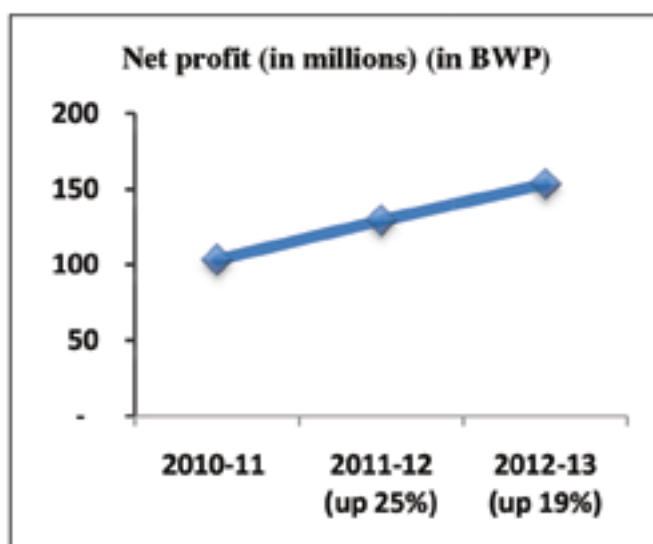 Net profit (in millions) (in BWP)
200
150
100
50
-
2010-11 2011-12 2012-13
(up 25%) (up 19%)